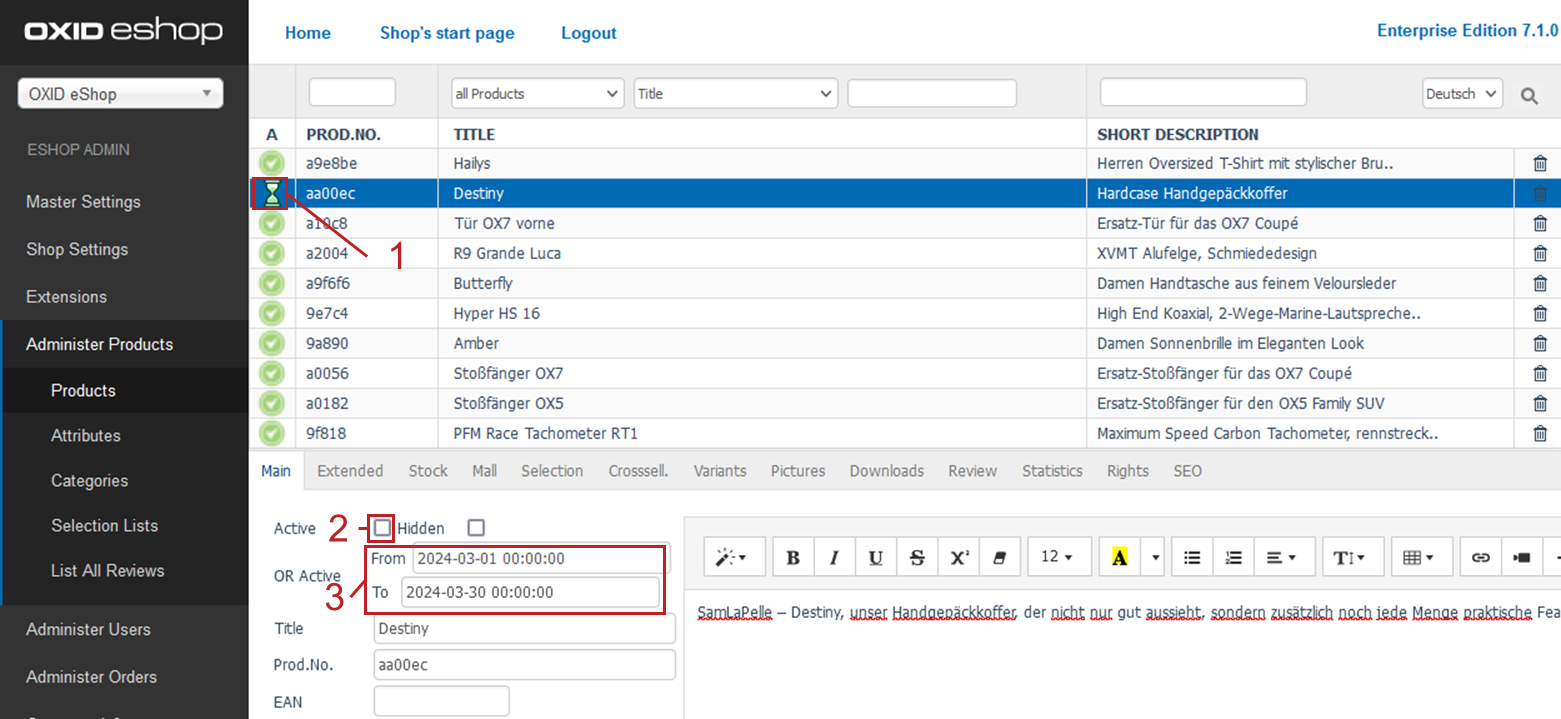 OXID eshop
Home Shop's start page Logout
Enterprise Edition 7.1.0
OXID eShop
ESHOP ADMIN
Master Settings
Shop Settings
Extensions
Administer Products
Products
Attributes
Categories
Selection Lists
List All Reviews
Administer Users
Administer Orders
all Products Title Deutsch
A PROD.NO. TITLE SHORT DESCRIPTION
a9e8be Hailys Herren Oversized T-Shirt mit stylischer Bru..
aa00ec Destiny Hardcase Handgepäckkoffer
a10c8 Tür OX7 vorne Ersatz-Tür für das OX7 Coupé
1
a2004 R9 Grande Luca XVMT Alufelge, Schmiededesign
a9f6f6 Butterfly Damen Handtasche aus feinem Veloursleder
9e7c4 Hyper HS 16 High End Koaxial, 2-Wege-Marine-Lautspreche..
9a890 Amber Damen Sonnenbrille im Eleganten Look
a0056 Stoßfänger OX7 Ersatz-Stoßfänger für das OX7 Coupé
a0182 Stoßfänger OX5 Ersatz-Stoßfänger für den OX5 Family SUV
9f818 PFM Race Tachometer RT1 Maximum Speed Carbon Tachometer, rennstreck..
Main Extended Stock Mall Selection Crosssell. Variants Pictures Downloads Review Statistics Rights SEO
Active 2 Hidden
OR Active From 2024-03-01 00:00:00
3 To 2024-03-30 00:00:00
Title Destiny
Prod.No. aa00ec
EAN
B I U S X² 12 A T
SamLaPelle – Destiny, unser Handgepäckkoffer, der nicht nur gut aussieht, sondern zusätzlich noch jede Menge praktische Fea